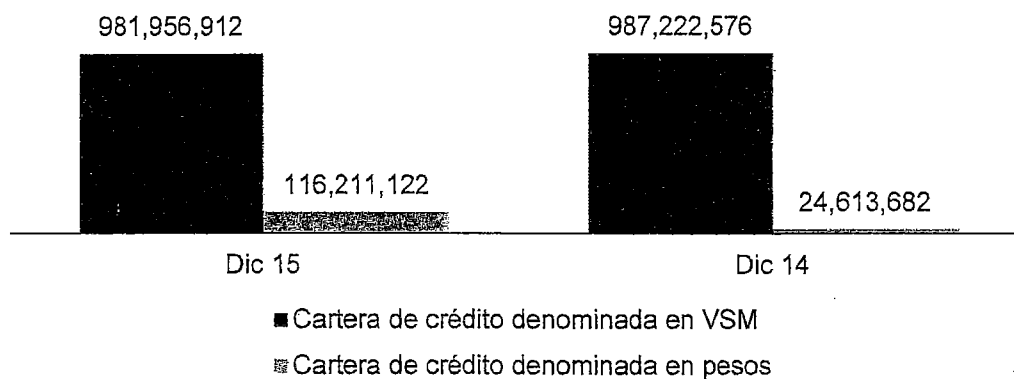 981,956,912
987,222,576
116,211,122
24,613,682
Dic 15
Dic 14
Cartera de crédito denominada en VSM
Cartera de crédito denominada en pesos